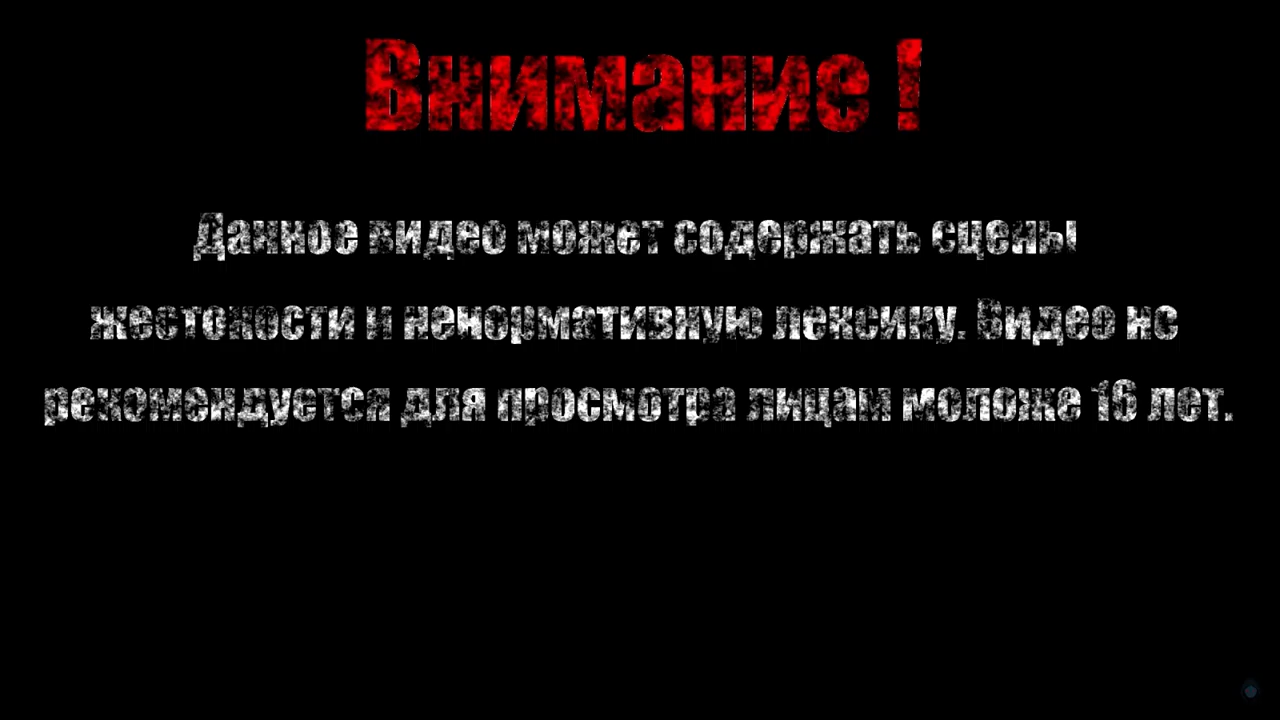 Внимание !
Данное видео может содержать сцены
жестокости и ненормативную лексику. Видео не
рекомендуется для просмотра лицам моложе 16 лет.